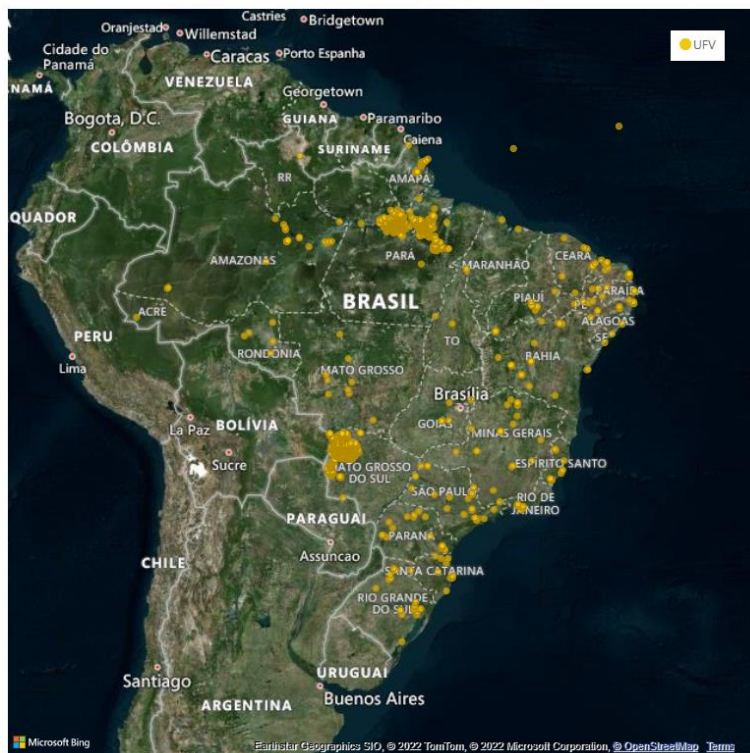 Castries
Oranjestad
Bridgetown
Willemstad
Caracas
Porto Espanha
Cidade do
Panamá
VENEZUELA
NAMÁ
Georgetown
Bogota, D.C.
GUIANA
Paramaribo
COLÔMBIA
SURINAME
Caiena
RR
AMAPÁ
QUADOR
AMAZONAS
PARÁ
MARANHÃO
CEARÁ
BRASIL
PIAUÍ
PE
PARAÍBA
ACRE
ALAGOAS
SE
PERU
TO
Lima
RONDÔNIA
BAHIA
MATO GROSSO
Brasília
BOLÍVIA
GOIÁS
La Paz
MINAS GERAIS
Sucre
MATO GROSSO
DO SUL
ESPÍRITO SANTO
SÃO PAULO
RIO DE
JANEIRO
PARAGUAI
PARANÁ
Assuncao
CHILE
SANTA CATARINA
RIO GRANDE
DO SUL
URUGUAI
Santiago
Buenos Aires
ARGENTINA
UFV
Microsoft Bing
Earthstar Geographics SIO, © 2022 TomTom, © 2022 Microsoft Corporation, © OpenStreetMap Terms